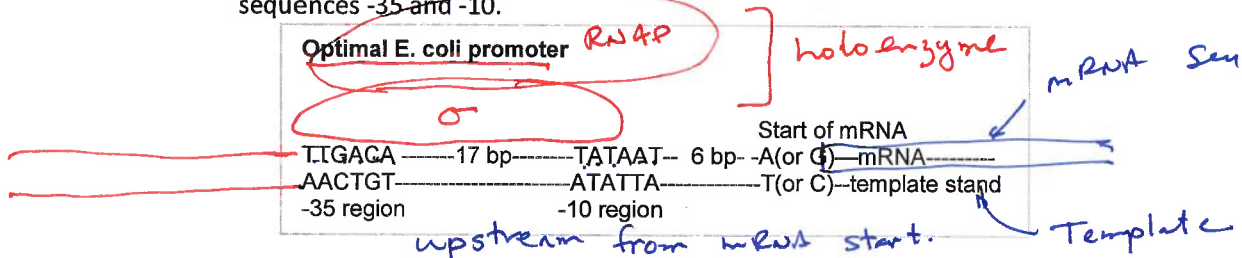 sequences -35 and -10.
Optimal E. coli promoter RNAP
holoenzyme
σ
mRNA
Start of mRNA
TTGACA -------17 bp--------TATAAT-- 6 bp- -A(or G)—mRNA----------
AACTGT-------------------------ATATTA--------------T(or C)--template stand
-35 region -10 region
upstream from mRNA start. Template